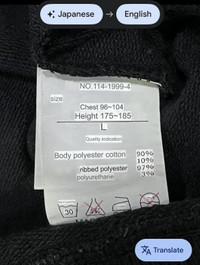 Japanese → English
NO.114-1999-4
size
Chest 96~104
Height 175~185
L
Quality indication
Body polyester cotton 90%
10%
ribbed polyester 97%
polyurethane 3%
30
Translate